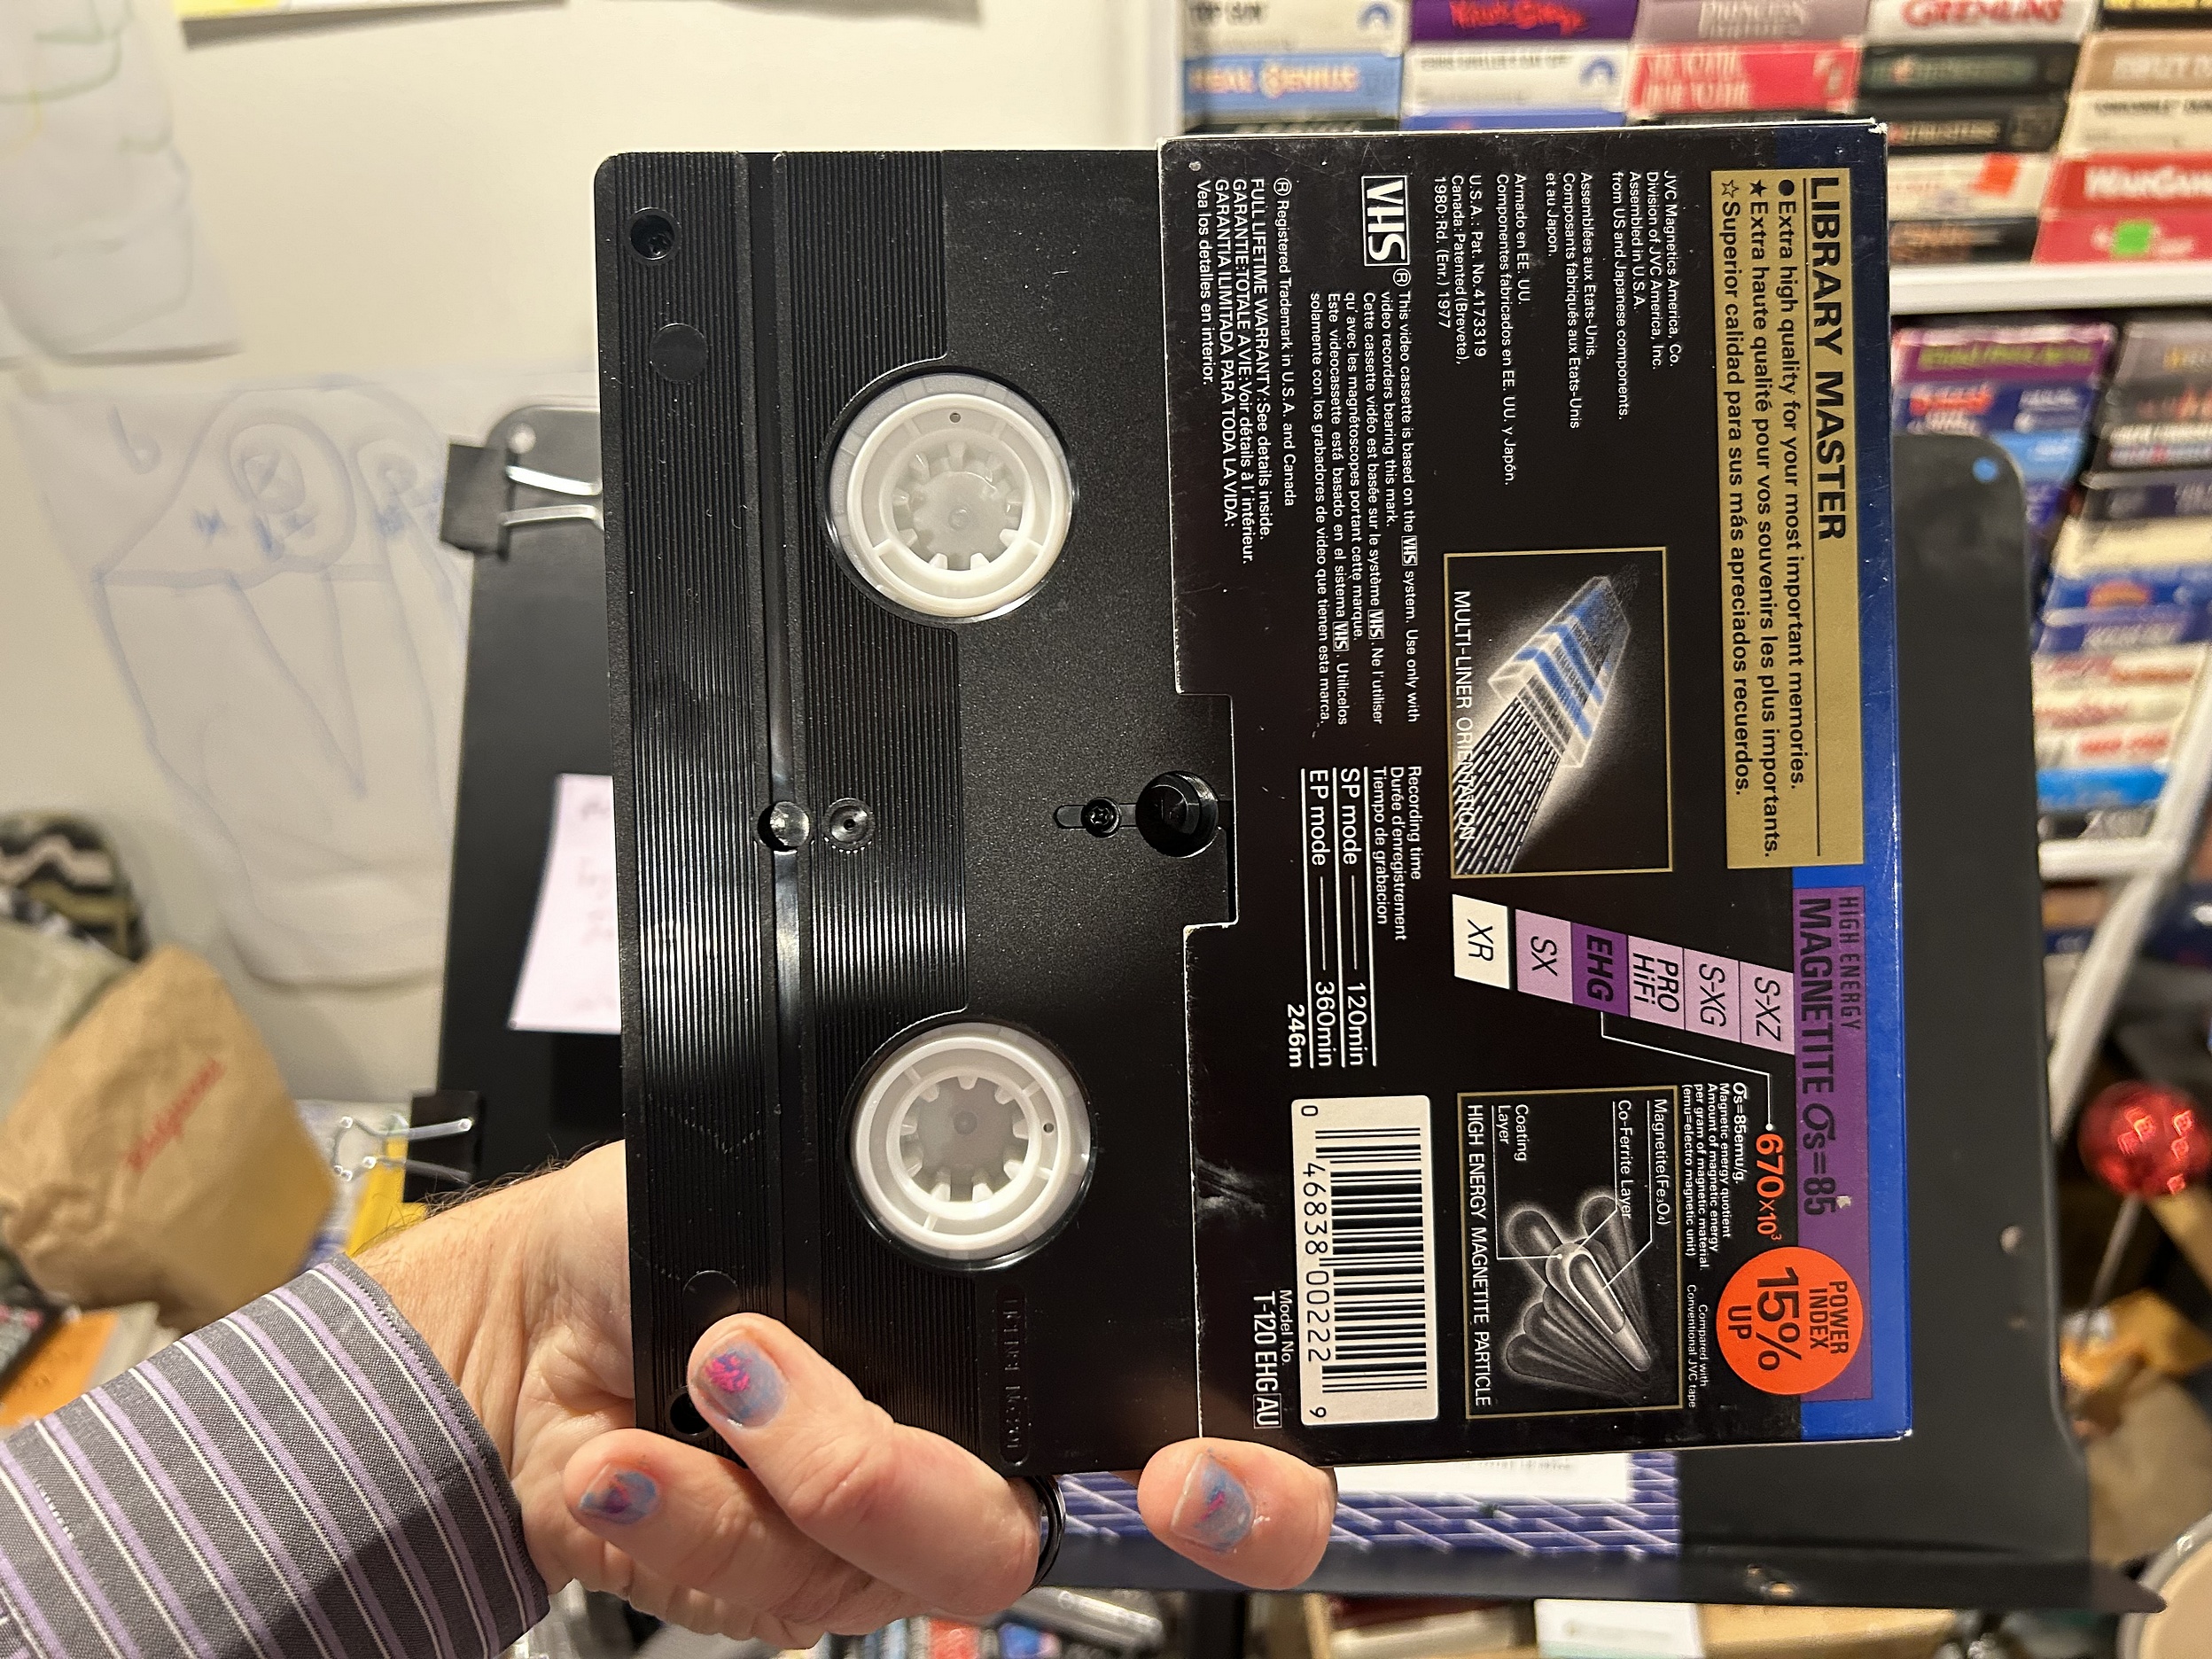 LIBRARY MASTER
●Extra high quality for your most important memories.
★Extra haute qualité pour vos souvenirs les plus importants.
☆Superior calidad para sus más apreciados recuerdos.
HIGH ENERGY
MAGNETITE σs=85
POWER
INDEX
15%
UP
Compared with
Conventional JVC tape
JVC Magnetics America, Co.
Division of JVC America, Inc.
Assembled in U.S.A.
from US and Japanese components.
Assemblées aux Etats-Unis.
Composants fabriqués aux Etats-Unis
et au Japon.
Armado en EE. UU.
Componentes fabricados en EE. UU. y Japón.
U.S.A.: Pat. No.4173319
Canada:Patented(Brevete),
1980:Rd. (Enr.) 1977
MULTI-LINER ORIENTATION
S-XZ
S-XG
PRO
HiFi
EHG
SX
XR
670x10³
σs=85emu/g.
Magnetic energy quotient
Amount of magnetic energy
per gram of magnetic material.
(emu=electro magnetic unit)
Magnetite(Fe₃O₄)
Co-Ferrite Layer
Coating
Layer
HIGH ENERGY MAGNETITE PARTICLE
VHS ® This video cassette is based on the VHS system. Use only with
video recorders bearing this mark.
Cette cassette vidéo est basée sur le système VHS. Ne l'utiliser
qu'avec les magnétoscopes portant cette marque.
Este videocassette está basado en el sistema VHS. Utilicelos
solamente con los grabadores de video que tienen esta marca.
® Registered Trademark in U.S.A. and Canada
FULL LIFETIME WARRANTY:See details inside.
GARANTIE:TOTALE A VIE:Voir détails à l'intérieur.
GARANTIA ILIMITADA PARA TODA LA VIDA:
Vea los detalles en interior.
Recording time
Durée d'enregistrement
Tiempo de grabacion
SP mode 120min
EP mode 360min
246m
0 46838 00222 9
Model No.
T-120 EHG AU
TOP GUN
REAL GENIUS
GREMLINS
WARGAMES
Walgreens